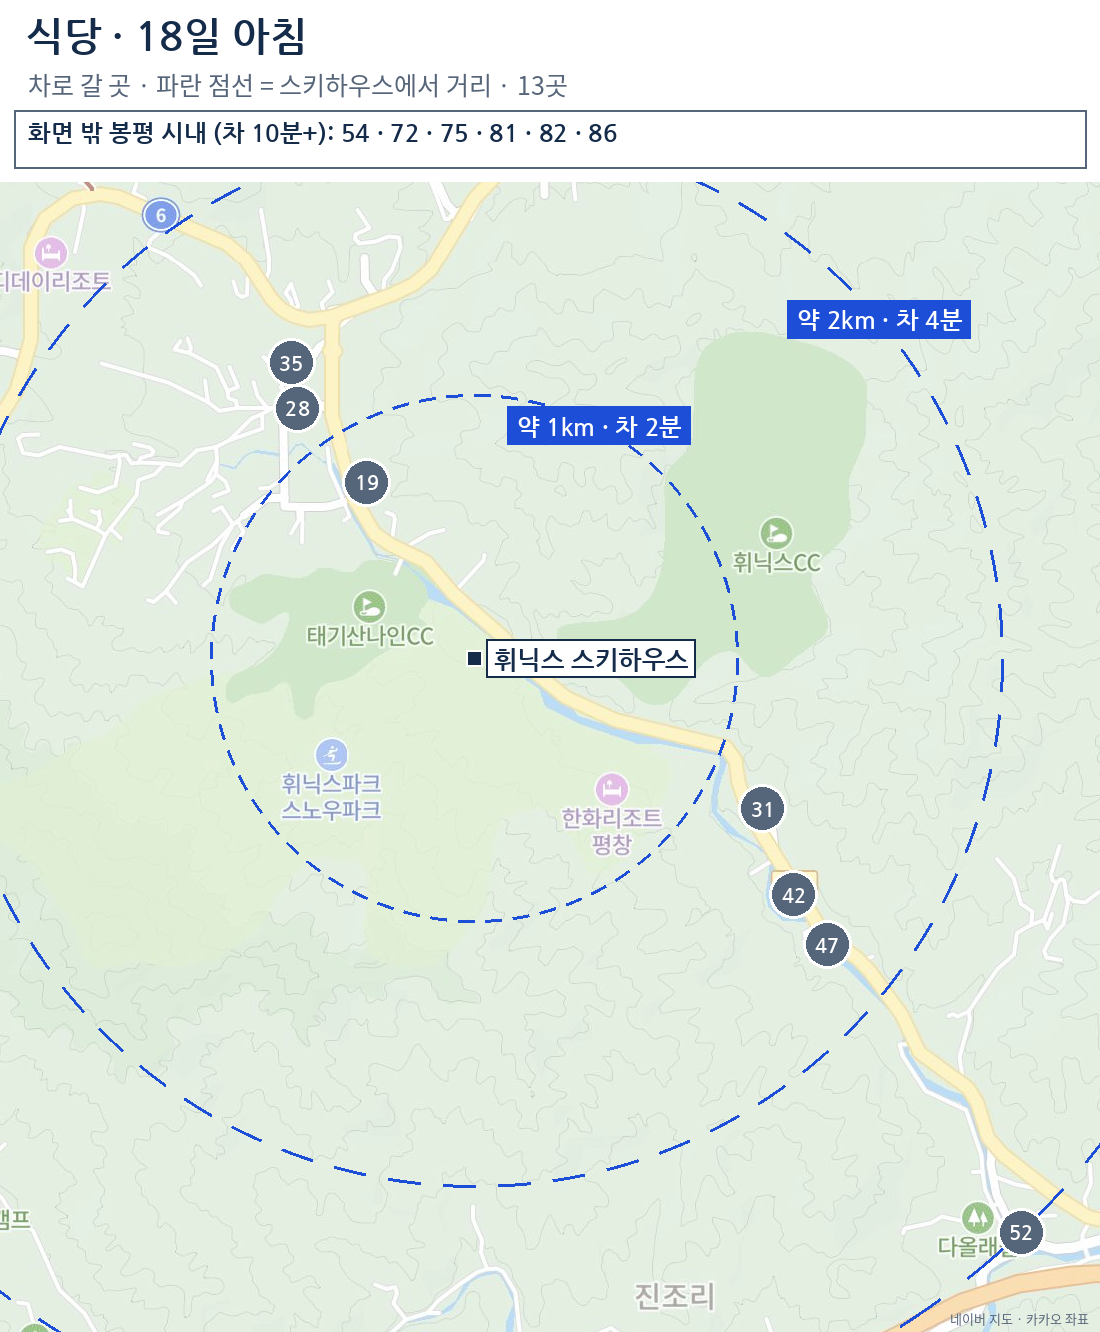 식당 · 18일 아침
차로 갈 곳 · 파란 점선 = 스키하우스에서 거리 · 13곳
화면 밖 봉평 시내 (차 10분+): 54 · 72 · 75 · 81 · 82 · 86
6
디데이리조트
약 2km · 차 4분
35
28
약 1km · 차 2분
19
휘닉스CC
태기산나인CC
휘닉스 스키하우스
휘닉스파크
스노우파크
한화리조트
평창
31
42
47
캠프
52
다올래
진조리
네이버 지도 · 카카오 좌표